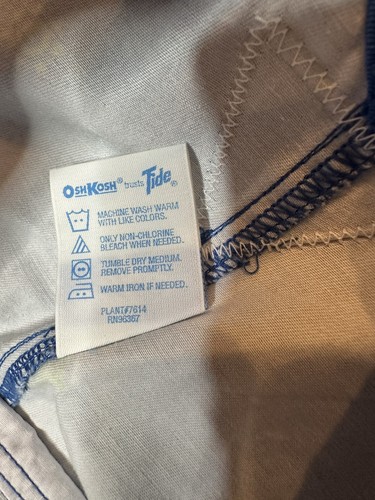 OSHKOSH® trusts Tide®
MACHINE WASH WARM
WITH LIKE COLORS.
ONLY NON-CHLORINE
BLEACH WHEN NEEDED.
TUMBLE DRY MEDIUM.
REMOVE PROMPTLY.
WARM IRON IF NEEDED.
PLANT#7614
RN96367